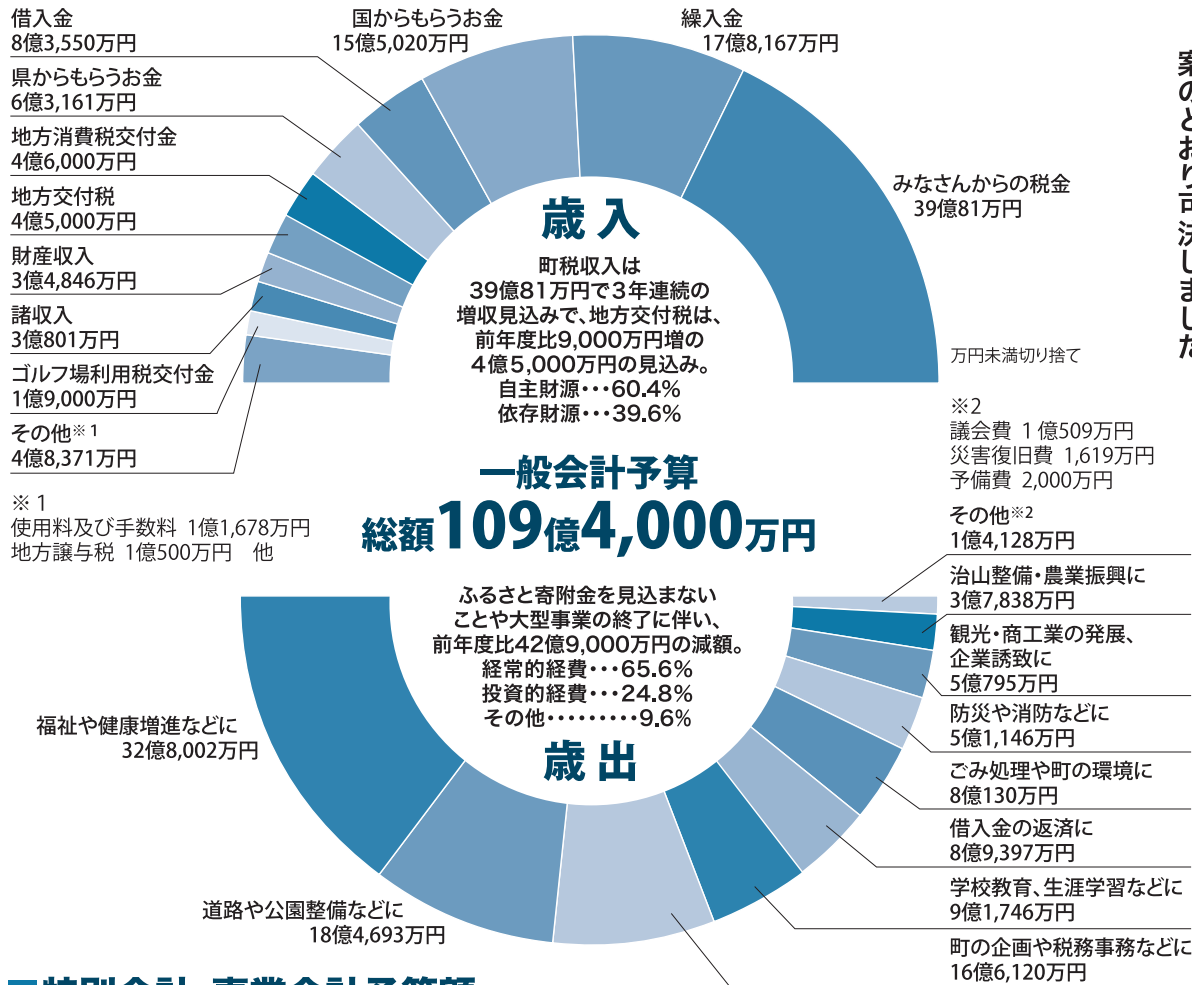 借入金
8億3,550万円
県からもらうお金
6億3,161万円
地方消費税交付金
4億6,000万円
地方交付税
4億5,000万円
財産収入
3億4,846万円
諸収入
3億801万円
ゴルフ場利用税交付金
1億9,000万円
その他※1
4億8,371万円
※1
使用料及び手数料 1億1,678万円
地方譲与税 1億500万円 他
国からもらうお金
15億5,020万円
繰入金
17億8,167万円
みなさんからの税金
39億81万円
歳入
町税収入は
39億81万円で3年連続の
増収見込みで、地方交付税は、
前年度比9,000万円増の
4億5,000万円の見込み。
自主財源・・・60.4%
依存財源・・・39.6%
案のとおり可決しました
万円未満切り捨て
一般会計予算
総額109億4,000万円
※2
議会費 1億509万円
災害復旧費 1,619万円
予備費 2,000万円
その他※2
1億4,128万円
治山整備・農業振興に
3億7,838万円
観光・商工業の発展、
企業誘致に
5億795万円
防災や消防などに
5億1,146万円
ごみ処理や町の環境に
8億130万円
借入金の返済に
8億9,397万円
学校教育、生涯学習などに
9億1,746万円
町の企画や税務事務などに
16億6,120万円
ふるさと寄附金を見込まない
ことや大型事業の終了に伴い、
前年度比42億9,000万円の減額。
経常的経費・・・65.6%
投資的経費・・・24.8%
その他・・・・・・・・・9.6%
歳出
福祉や健康増進などに
32億8,002万円
道路や公園整備などに
18億4,693万円
■特別会計・事業会計予算額